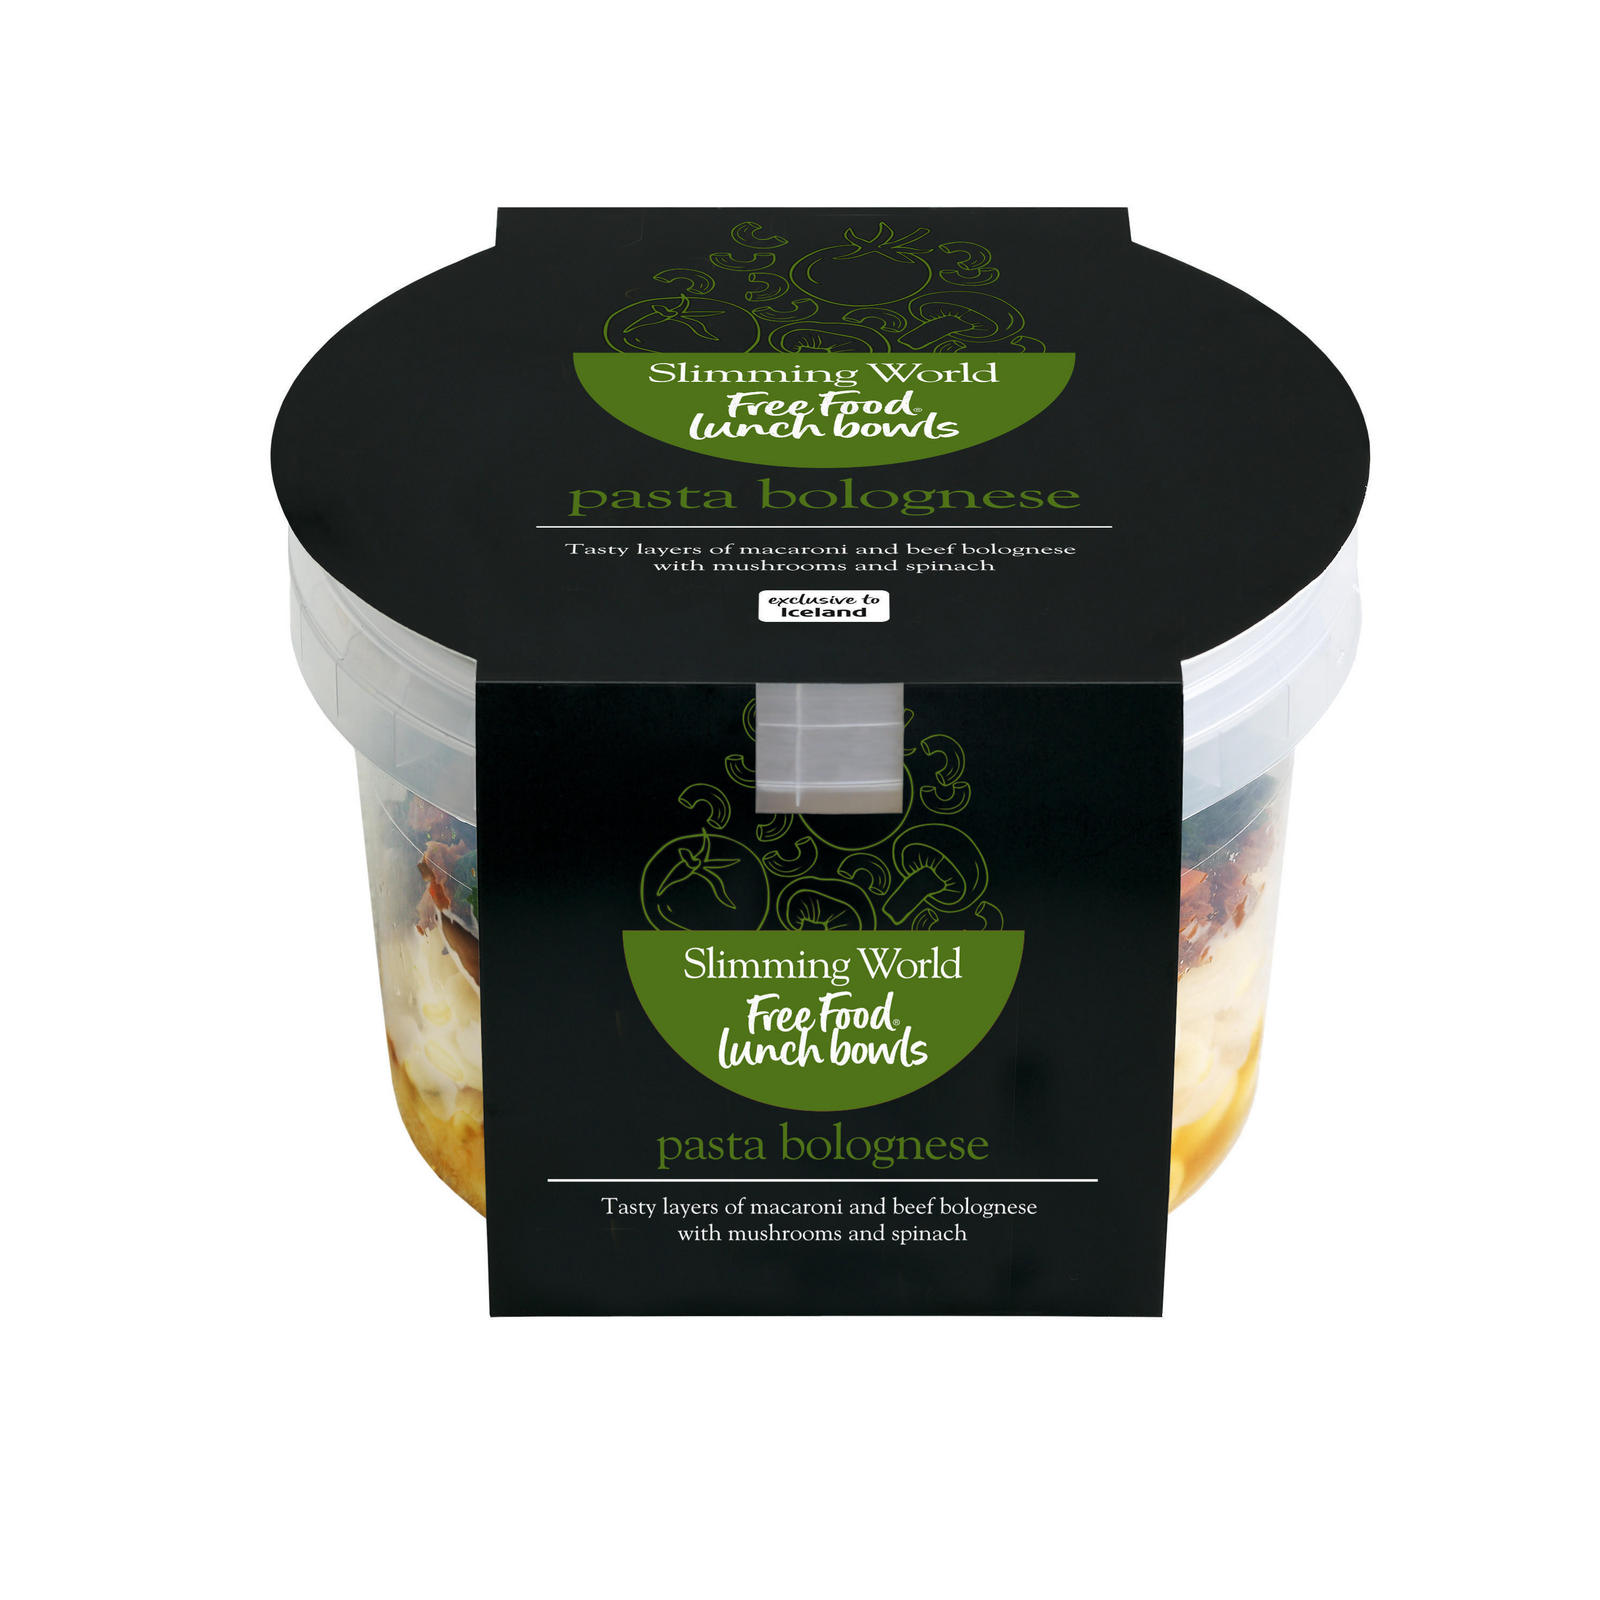 Slimming World
Free Food®
lunch bowls
pasta bolognese
Tasty layers of macaroni and beef bolognese
with mushrooms and spinach
exclusive to
Iceland
Slimming World
Free Food®
lunch bowls
pasta bolognese
Tasty layers of macaroni and beef bolognese
with mushrooms and spinach